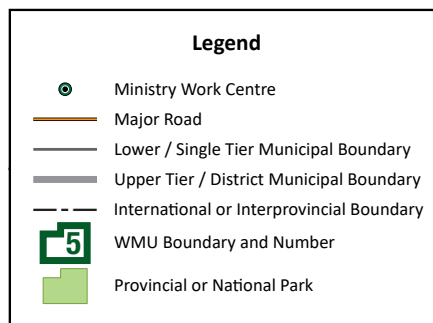 Legend
Ministry Work Centre
Major Road
Lower / Single Tier Municipal Boundary
Upper Tier / District Municipal Boundary
International or Interprovincial Boundary
5 WMU Boundary and Number
Provincial or National Park